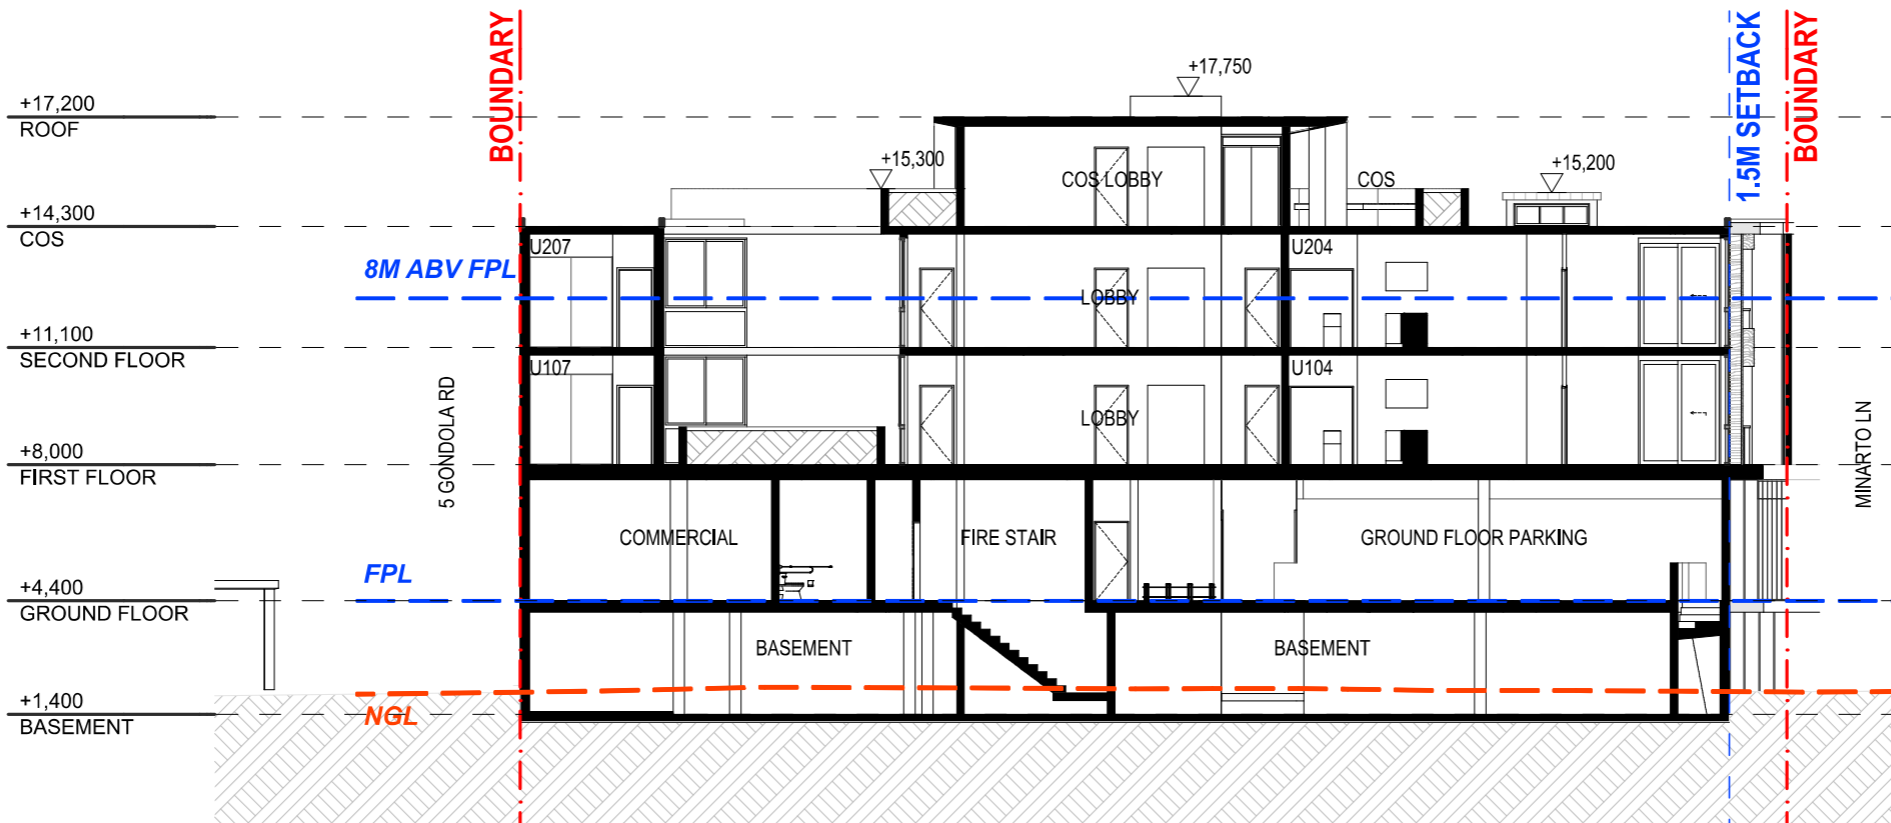 BOUNDARY
1.5M SETBACK
BOUNDARY
+17,750
+17,200
ROOF
+15,300
+15,200
COS LOBBY
COS
+14,300
COS
U207
U204
8M ABV FPL
LOBBY
+11,100
SECOND FLOOR
U107
U104
LOBBY
5 GONDOLA RD
MINARTO LN
+8,000
FIRST FLOOR
COMMERCIAL
FIRE STAIR
GROUND FLOOR PARKING
FPL
+4,400
GROUND FLOOR
BASEMENT
BASEMENT
+1,400
BASEMENT
NGL